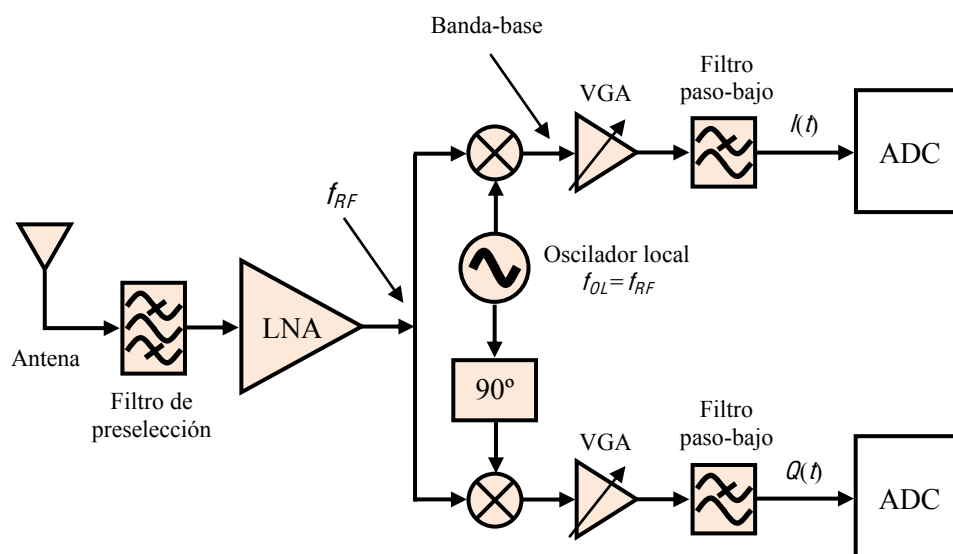 Banda-base
VGA
Filtro
paso-bajo
I(t)
ADC
f_RF
Oscilador local
f_OL = f_RF
Antena
LNA
Filtro de
preselección
90º
VGA
Filtro
paso-bajo
Q(t)
ADC